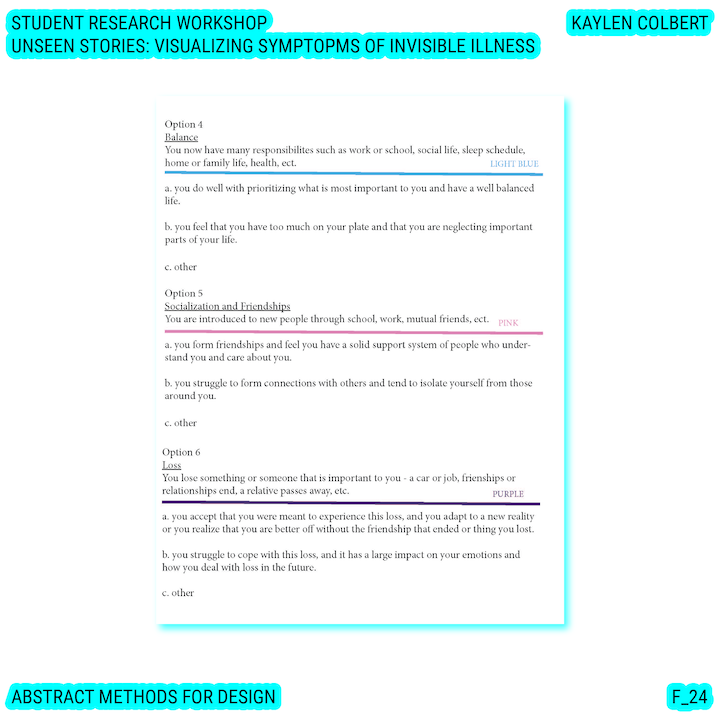 STUDENT RESEARCH WORKSHOP
KAYLEN COLBERT
UNSEEN STORIES: VISUALIZING SYMPTOPMS OF INVISIBLE ILLNESS
Option 4
Balance
You now have many responsibilites such as work or school, social life, sleep schedule,
home or family life, health, ect.
LIGHT BLUE
a. you do well with prioritizing what is most important to you and have a well balanced
life.
b. you feel that you have too much on your plate and that you are neglecting important
parts of your life.
c. other
Option 5
Socialization and Friendships
You are introduced to new people through school, work, mutual friends, ect.
PINK
a. you form friendships and feel you have a solid support system of people who under-
stand you and care about you.
b. you struggle to form connections with others and tend to isolate yourself from those
around you.
c. other
Option 6
Loss
You lose something or someone that is important to you - a car or job, frienships or
relationships end, a relative passes away, etc.
PURPLE
a. you accept that you were meant to experience this loss, and you adapt to a new reality
or you realize that you are better off without the friendship that ended or thing you lost.
b. you struggle to cope with this loss, and it has a large impact on your emotions and
how you deal with loss in the future.
c. other
ABSTRACT METHODS FOR DESIGN
F_24